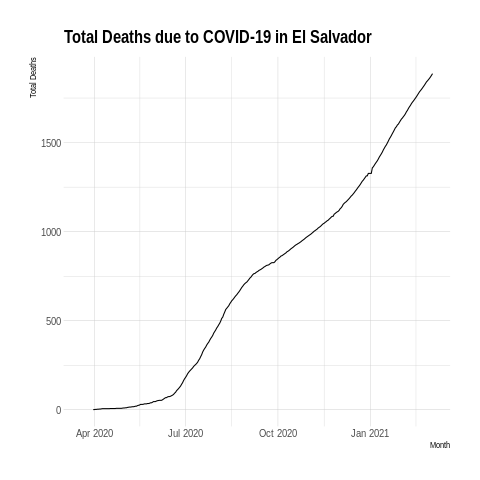 Total Deaths due to COVID-19 in El Salvador
Total Deaths
1500
1000
500
0
Apr 2020 Jul 2020 Oct 2020 Jan 2021
Month